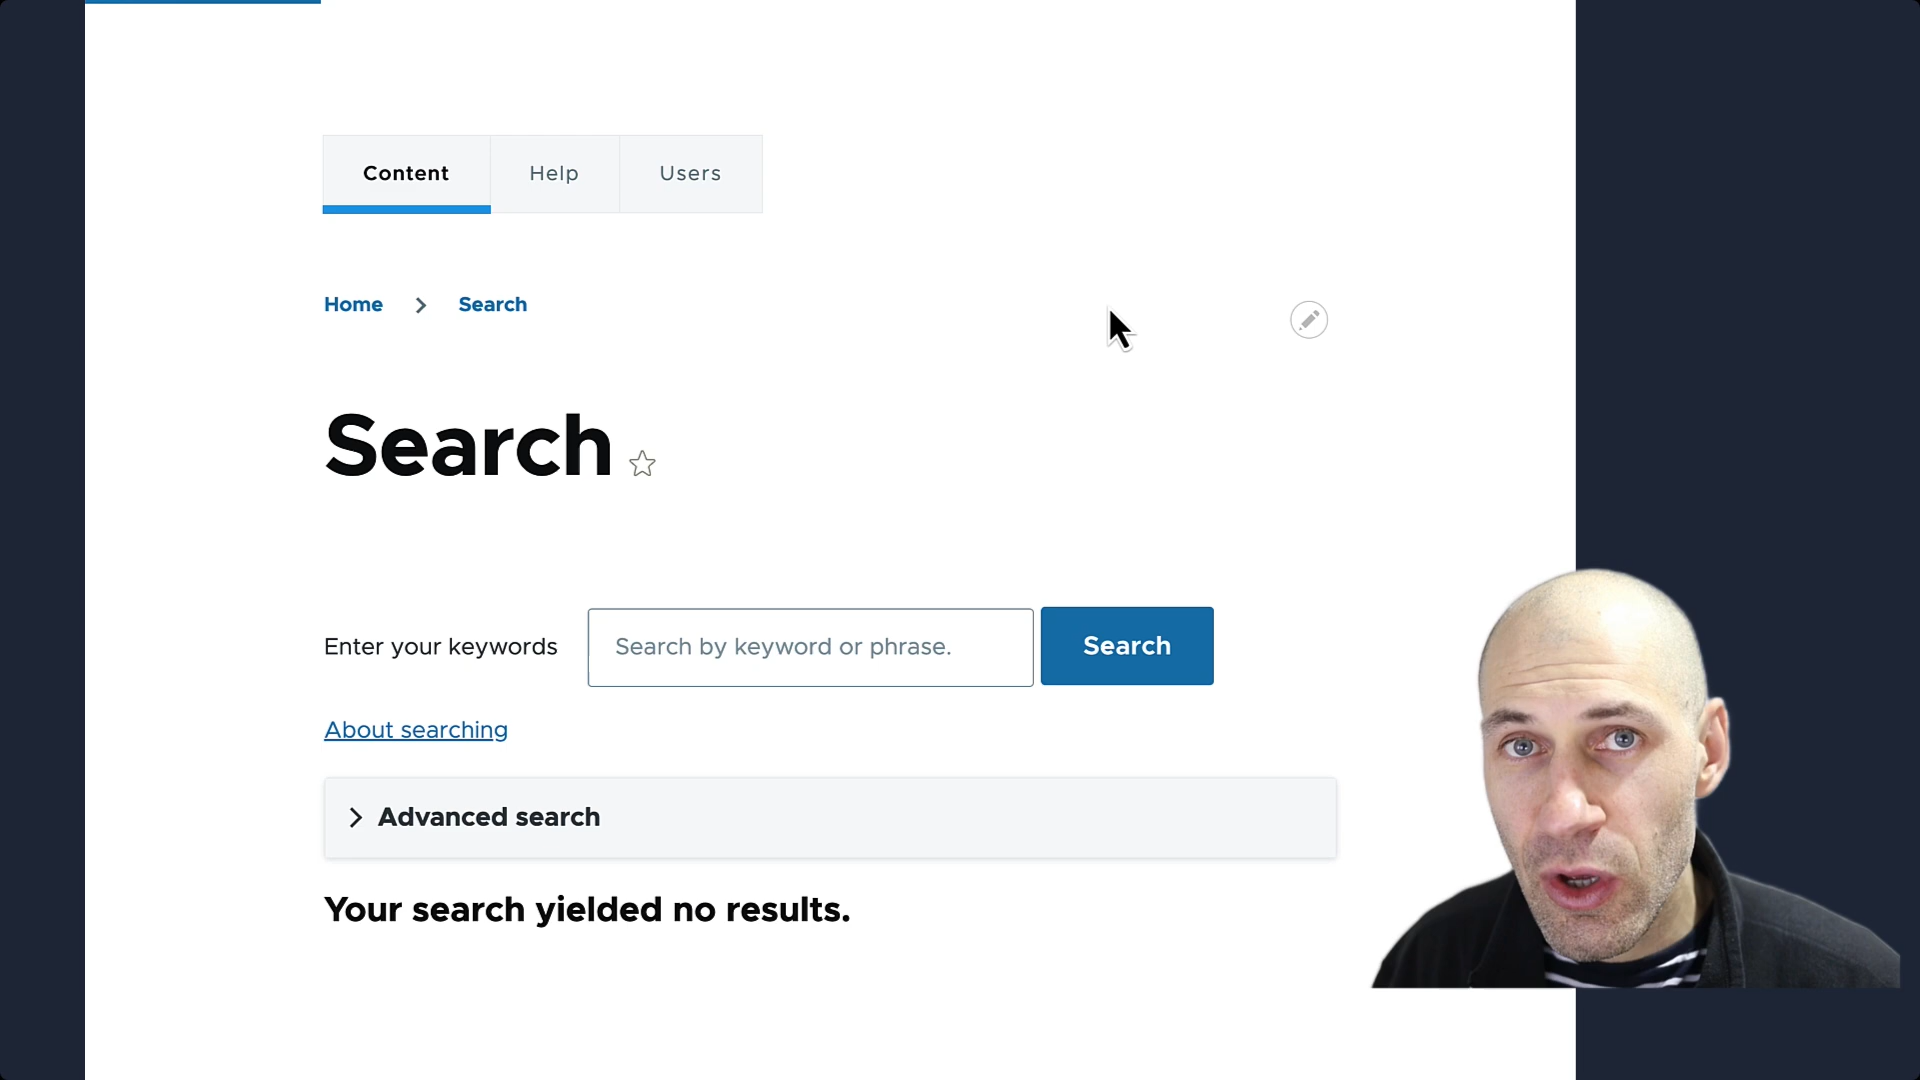 Content Help Users
Home Search
Search
Enter your keywords Search by keyword or phrase. Search
About searching
Advanced search
Your search yielded no results.